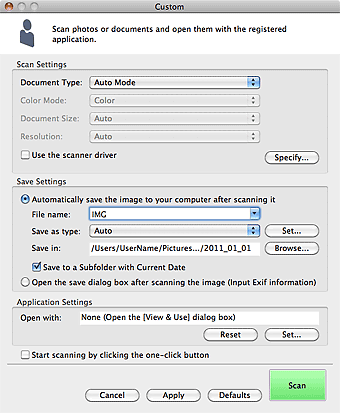 Custom
Scan photos or documents and open them with the registered
application.
Scan Settings
Document Type: Auto Mode
Color Mode: Color
Document Size: Auto
Resolution: Auto
Use the scanner driver
Specify...
Save Settings
Automatically save the image to your computer after scanning it
File name: IMG
Save as type: Auto Set...
Save in: /Users/UserName/Pictures.../2011_01_01 Browse...
Save to a Subfolder with Current Date
Open the save dialog box after scanning the image (Input Exif information)
Application Settings
Open with: None (Open the [View & Use] dialog box)
Reset Set...
Start scanning by clicking the one-click button
Cancel Apply Defaults Scan